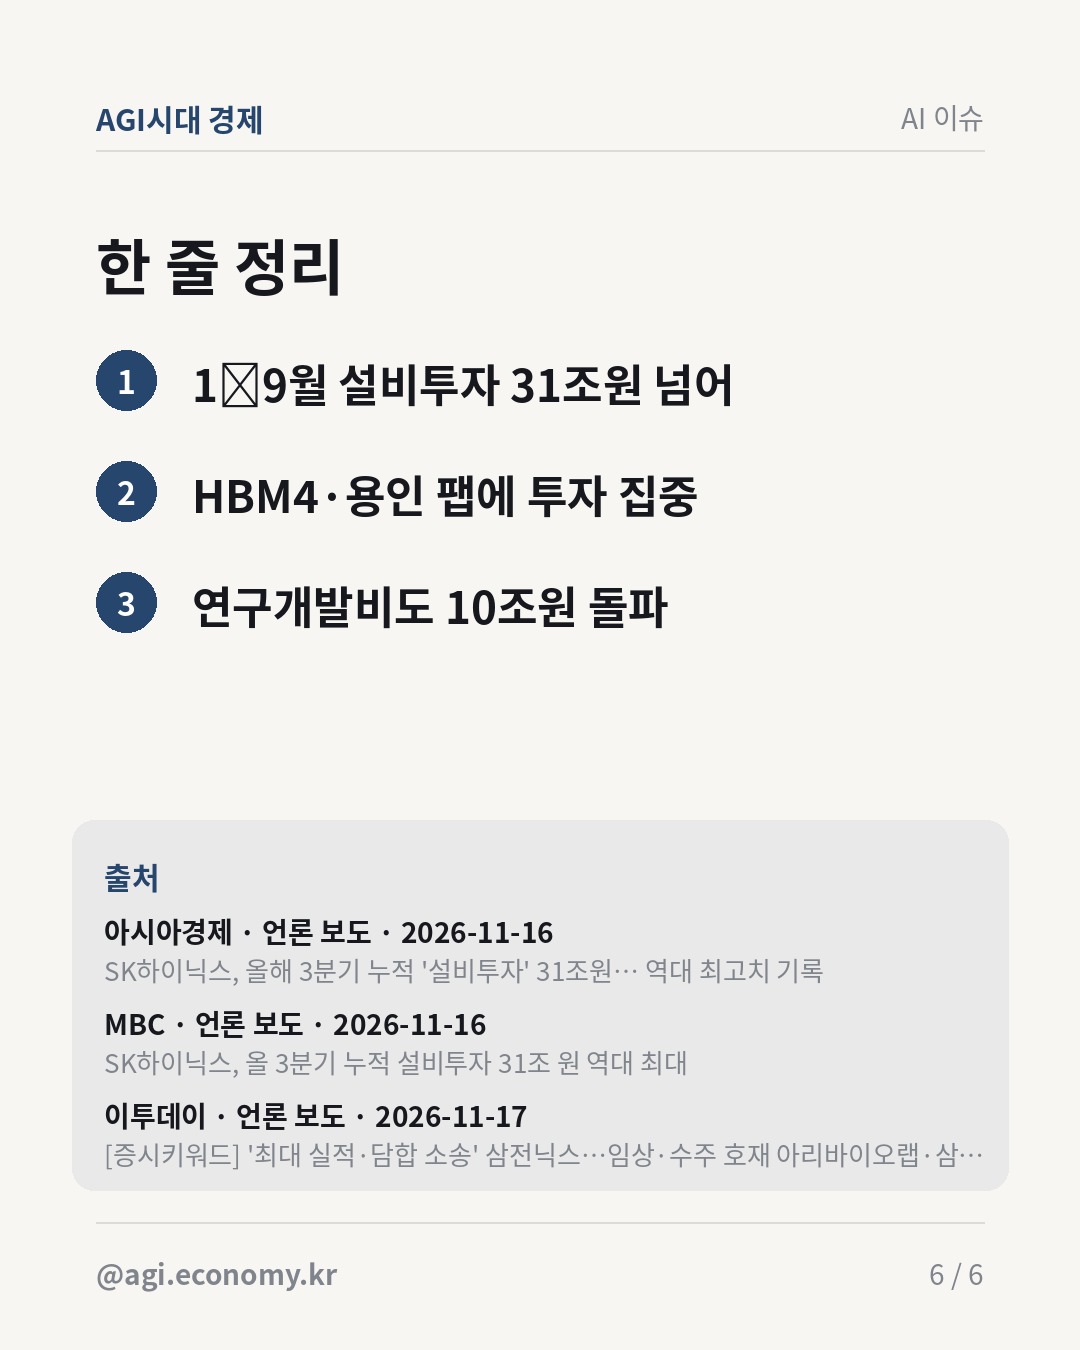 AGI시대 경제
AI 이슈
한 줄 정리
1 1☒9월 설비투자 31조원 넘어
2 HBM4·용인 팹에 투자 집중
3 연구개발비도 10조원 돌파
출처
아시아경제 · 언론 보도 · 2026-11-16
SK하이닉스, 올해 3분기 누적 '설비투자' 31조원… 역대 최고치 기록
MBC · 언론 보도 · 2026-11-16
SK하이닉스, 올 3분기 누적 설비투자 31조 원 역대 최대
이투데이 · 언론 보도 · 2026-11-17
[증시키워드] '최대 실적·담합 소송' 삼전닉스…임상·수주 호재 아리바이오랩·삼…
@agi.economy.kr
6 / 6